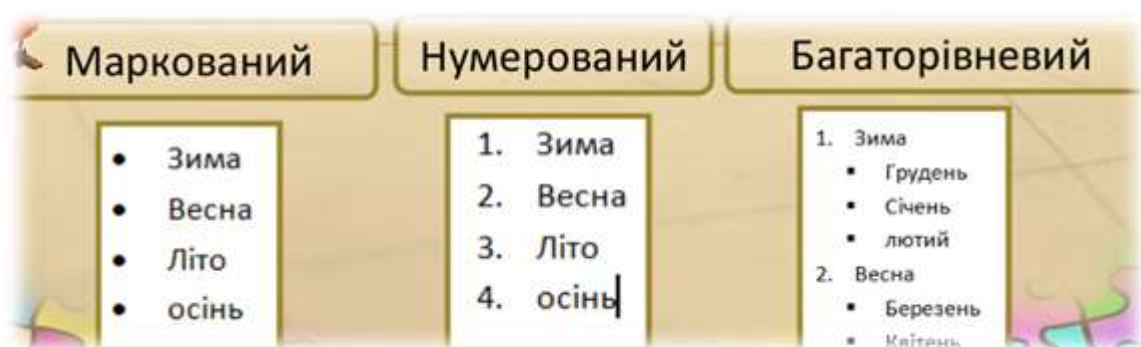 Маркований
Нумерований
Багаторівневий
• Зима
• Весна
• Літо
• осінь
1. Зима
2. Весна
3. Літо
4. осінь
1. Зима
▪ Грудень
▪ Січень
▪ лютий
2. Весна
▪ Березень
▪ Квітень